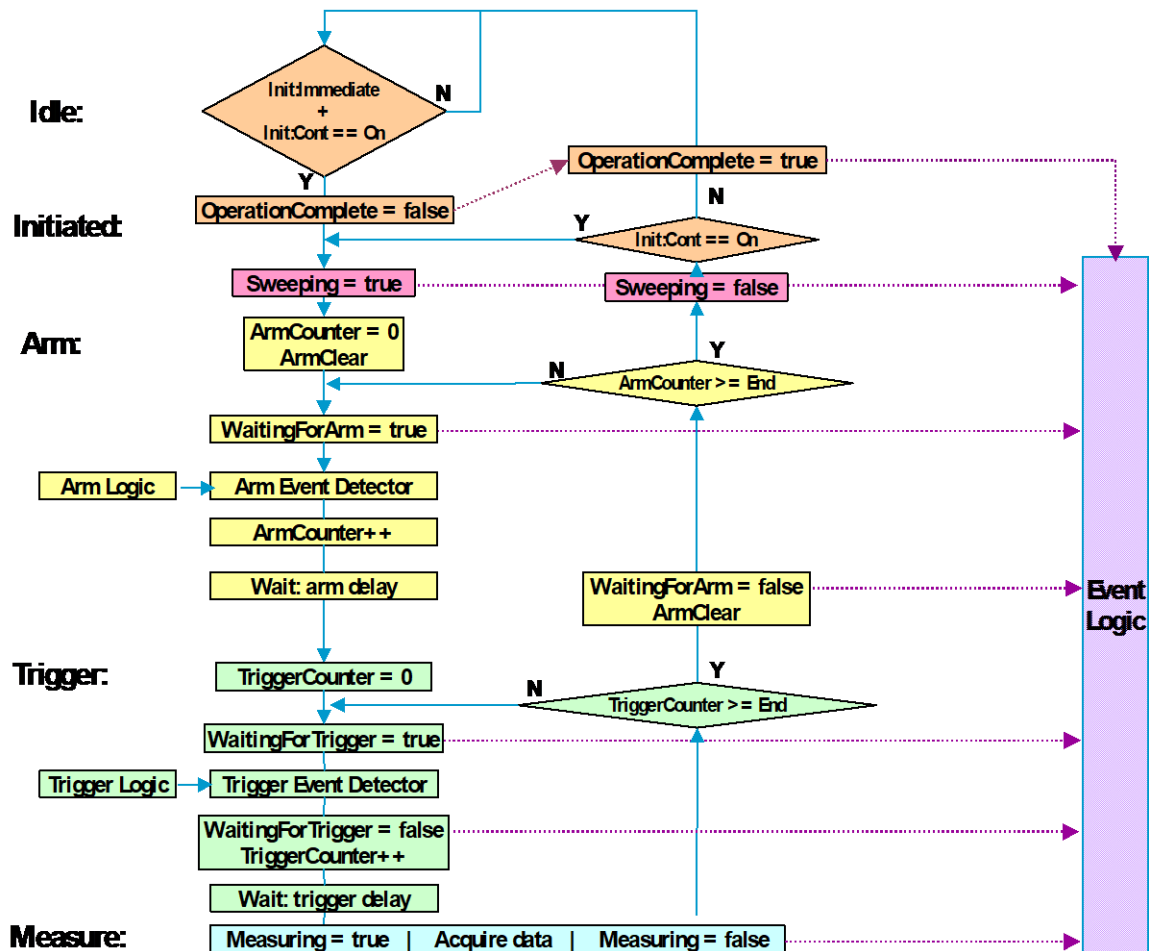 Idle:
Init:Immediate
+
Init:Cont == On
N
Y
OperationComplete = true
OperationComplete = false
N
Initiated:
Y
Init:Cont == On
Sweeping = true
Sweeping = false
Arm:
ArmCounter = 0
ArmClear
Y
N
ArmCounter >= End
WaitingForArm = true
Arm Logic
Arm Event Detector
ArmCounter++
Wait: arm delay
WaitingForArm = false
ArmClear
Event
Logic
Trigger:
TriggerCounter = 0
Y
N
TriggerCounter >= End
WaitingForTrigger = true
Trigger Logic
Trigger Event Detector
WaitingForTrigger = false
TriggerCounter++
Wait: trigger delay
Measure:
Measuring = true | Acquire data | Measuring = false